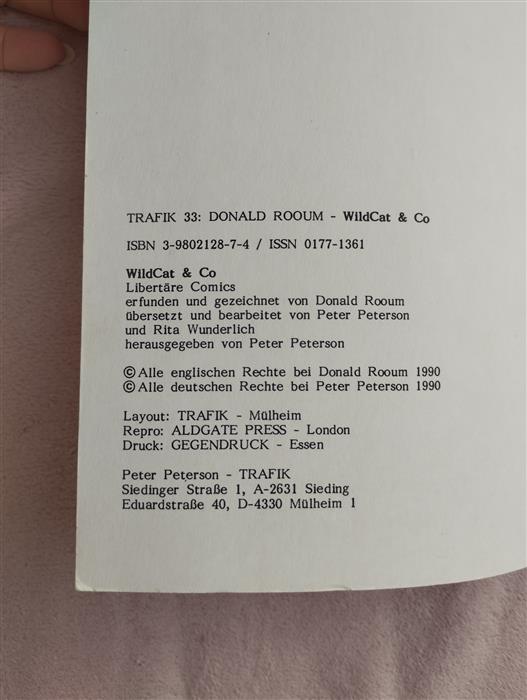 TRAFIK 33: DONALD ROOUM - WildCat & Co
ISBN 3-9802128-7-4 / ISSN 0177-1361
WildCat & Co
Libertäre Comics
erfunden und gezeichnet von Donald Rooum
übersetzt und bearbeitet von Peter Peterson
und Rita Wunderlich
herausgegeben von Peter Peterson
©Alle englischen Rechte bei Donald Rooum 1990
©Alle deutschen Rechte bei Peter Peterson 1990
Layout: TRAFIK - Mülheim
Repro: ALDGATE PRESS - London
Druck: GEGENDRUCK - Essen
Peter Peterson - TRAFIK
Siedinger Straße 1, A-2631 Sieding
Eduardstraße 40, D-4330 Mülheim 1